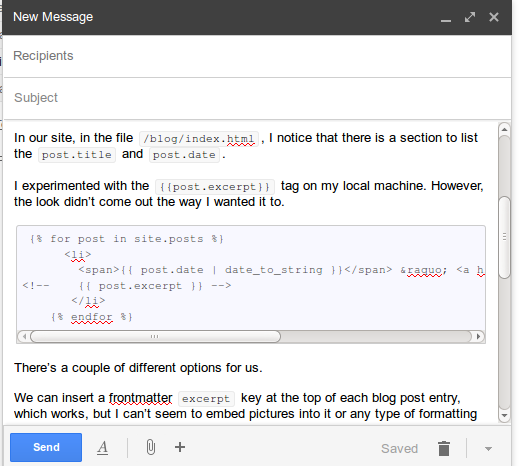 New Message
Recipients
Subject
In our site, in the file /blog/index.html , I notice that there is a section to list
the post.title and post.date .
I experimented with the {{post.excerpt}} tag on my local machine. However,
the look didn’t come out the way I wanted it to.
{% for post in site.posts %}
<li>
<span>{{ post.date | date_to_string }}</span> &raquo; <a h
<!-- {{ post.excerpt }} -->
</li>
{% endfor %}
There’s a couple of different options for us.
We can insert a frontmatter excerpt key at the top of each blog post entry,
which works, but I can’t seem to embed pictures into it or any type of formatting
Send A Saved